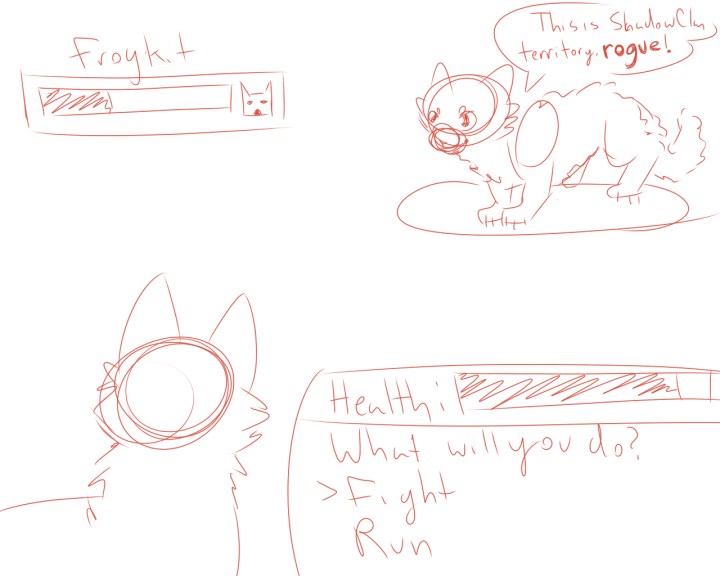 Frogkit
This is ShadowClan
territory, rogue!
Health:
What will you do?
> Fight
Run